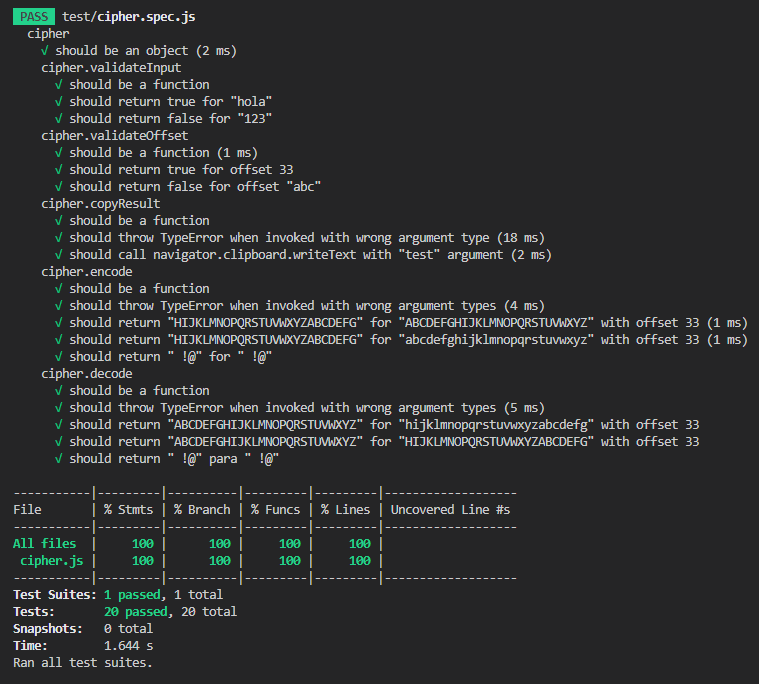 PASS test/cipher.spec.js
cipher
√ should be an object (2 ms)
cipher.validateInput
√ should be a function
√ should return true for "hola"
√ should return false for "123"
cipher.validateOffset
√ should be a function (1 ms)
√ should return true for offset 33
√ should return false for offset "abc"
cipher.copyResult
√ should be a function
√ should throw TypeError when invoked with wrong argument type (18 ms)
√ should call navigator.clipboard.writeText with "test" argument (2 ms)
cipher.encode
√ should be a function
√ should throw TypeError when invoked with wrong argument types (4 ms)
√ should return "HIJKLMNOPQRSTUVWXYZABCDEFG" for "ABCDEFGHIJKLMNOPQRSTUVWXYZ" with offset 33 (1 ms)
√ should return "HIJKLMNOPQRSTUVWXYZABCDEFG" for "abcdefghijklmnopqrstuvwxyz" with offset 33 (1 ms)
√ should return " !@" for " !@"
cipher.decode
√ should be a function
√ should throw TypeError when invoked with wrong argument types (5 ms)
√ should return "ABCDEFGHIJKLMNOPQRSTUVWXYZ" for "hijklmnopqrstuvwxyzabcdefg" with offset 33
√ should return "ABCDEFGHIJKLMNOPQRSTUVWXYZ" for "HIJKLMNOPQRSTUVWXYZABCDEFG" with offset 33
√ should return " !@" para " !@"
-----------|---------|----------|---------|---------|-------------------
File | % Stmts | % Branch | % Funcs | % Lines | Uncovered Line #s
-----------|---------|----------|---------|---------|-------------------
All files | 100 | 100 | 100 | 100 |
cipher.js | 100 | 100 | 100 | 100 |
-----------|---------|----------|---------|---------|-------------------
Test Suites: 1 passed, 1 total
Tests: 20 passed, 20 total
Snapshots: 0 total
Time: 1.644 s
Ran all test suites.